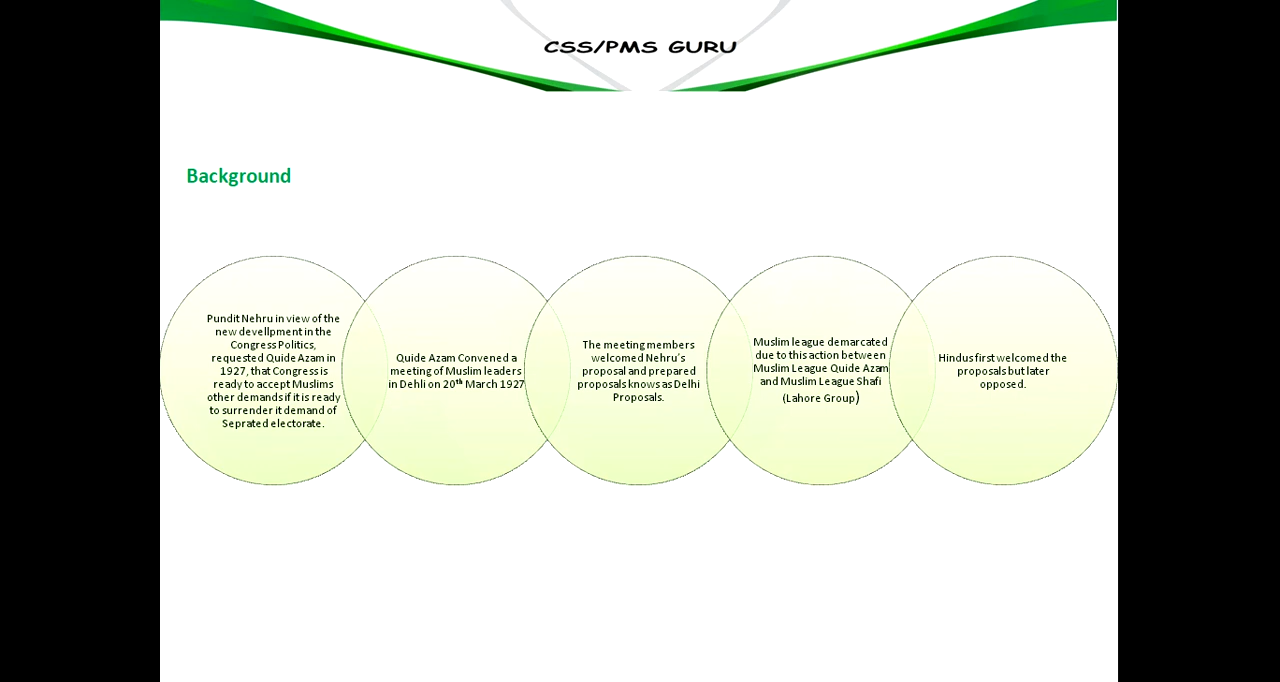 CSS/PMS GURU
Background
Pundit Nehru in view of the
new devellpment in the
Congress Politics,
requested Quide Azam in
1927, that Congress is
ready to accept Muslims
other demands if it is ready
to surrender it demand of
Seprated electorate.
Quide Azam Convened a
meeting of Muslim leaders
in Dehli on 20th March 1927
The meeting members
welcomed Nehru's
proposal and prepared
proposals knows as Delhi
Proposals.
Muslim league demarcated
due to this action between
Muslim League Quide Azam
and Muslim League Shafi
(Lahore Group)
Hindus first welcomed the
proposals but later
opposed.